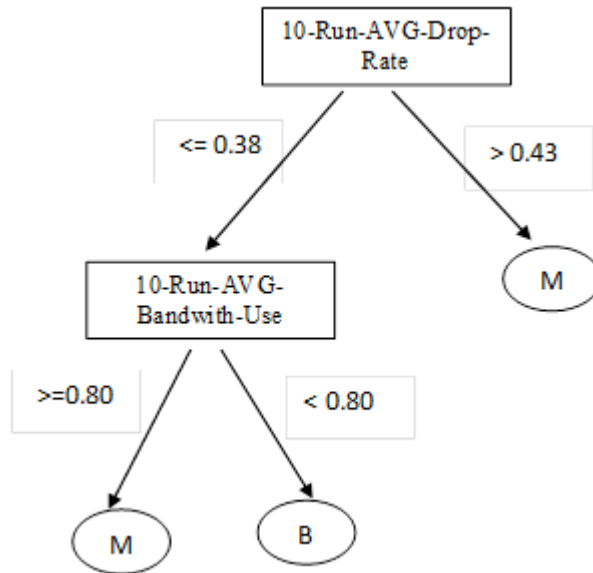 10-Run-AVG-Drop-
Rate
<= 0.38
> 0.43
10-Run-AVG-
Bandwith-Use
M
>=0.80
< 0.80
M
B